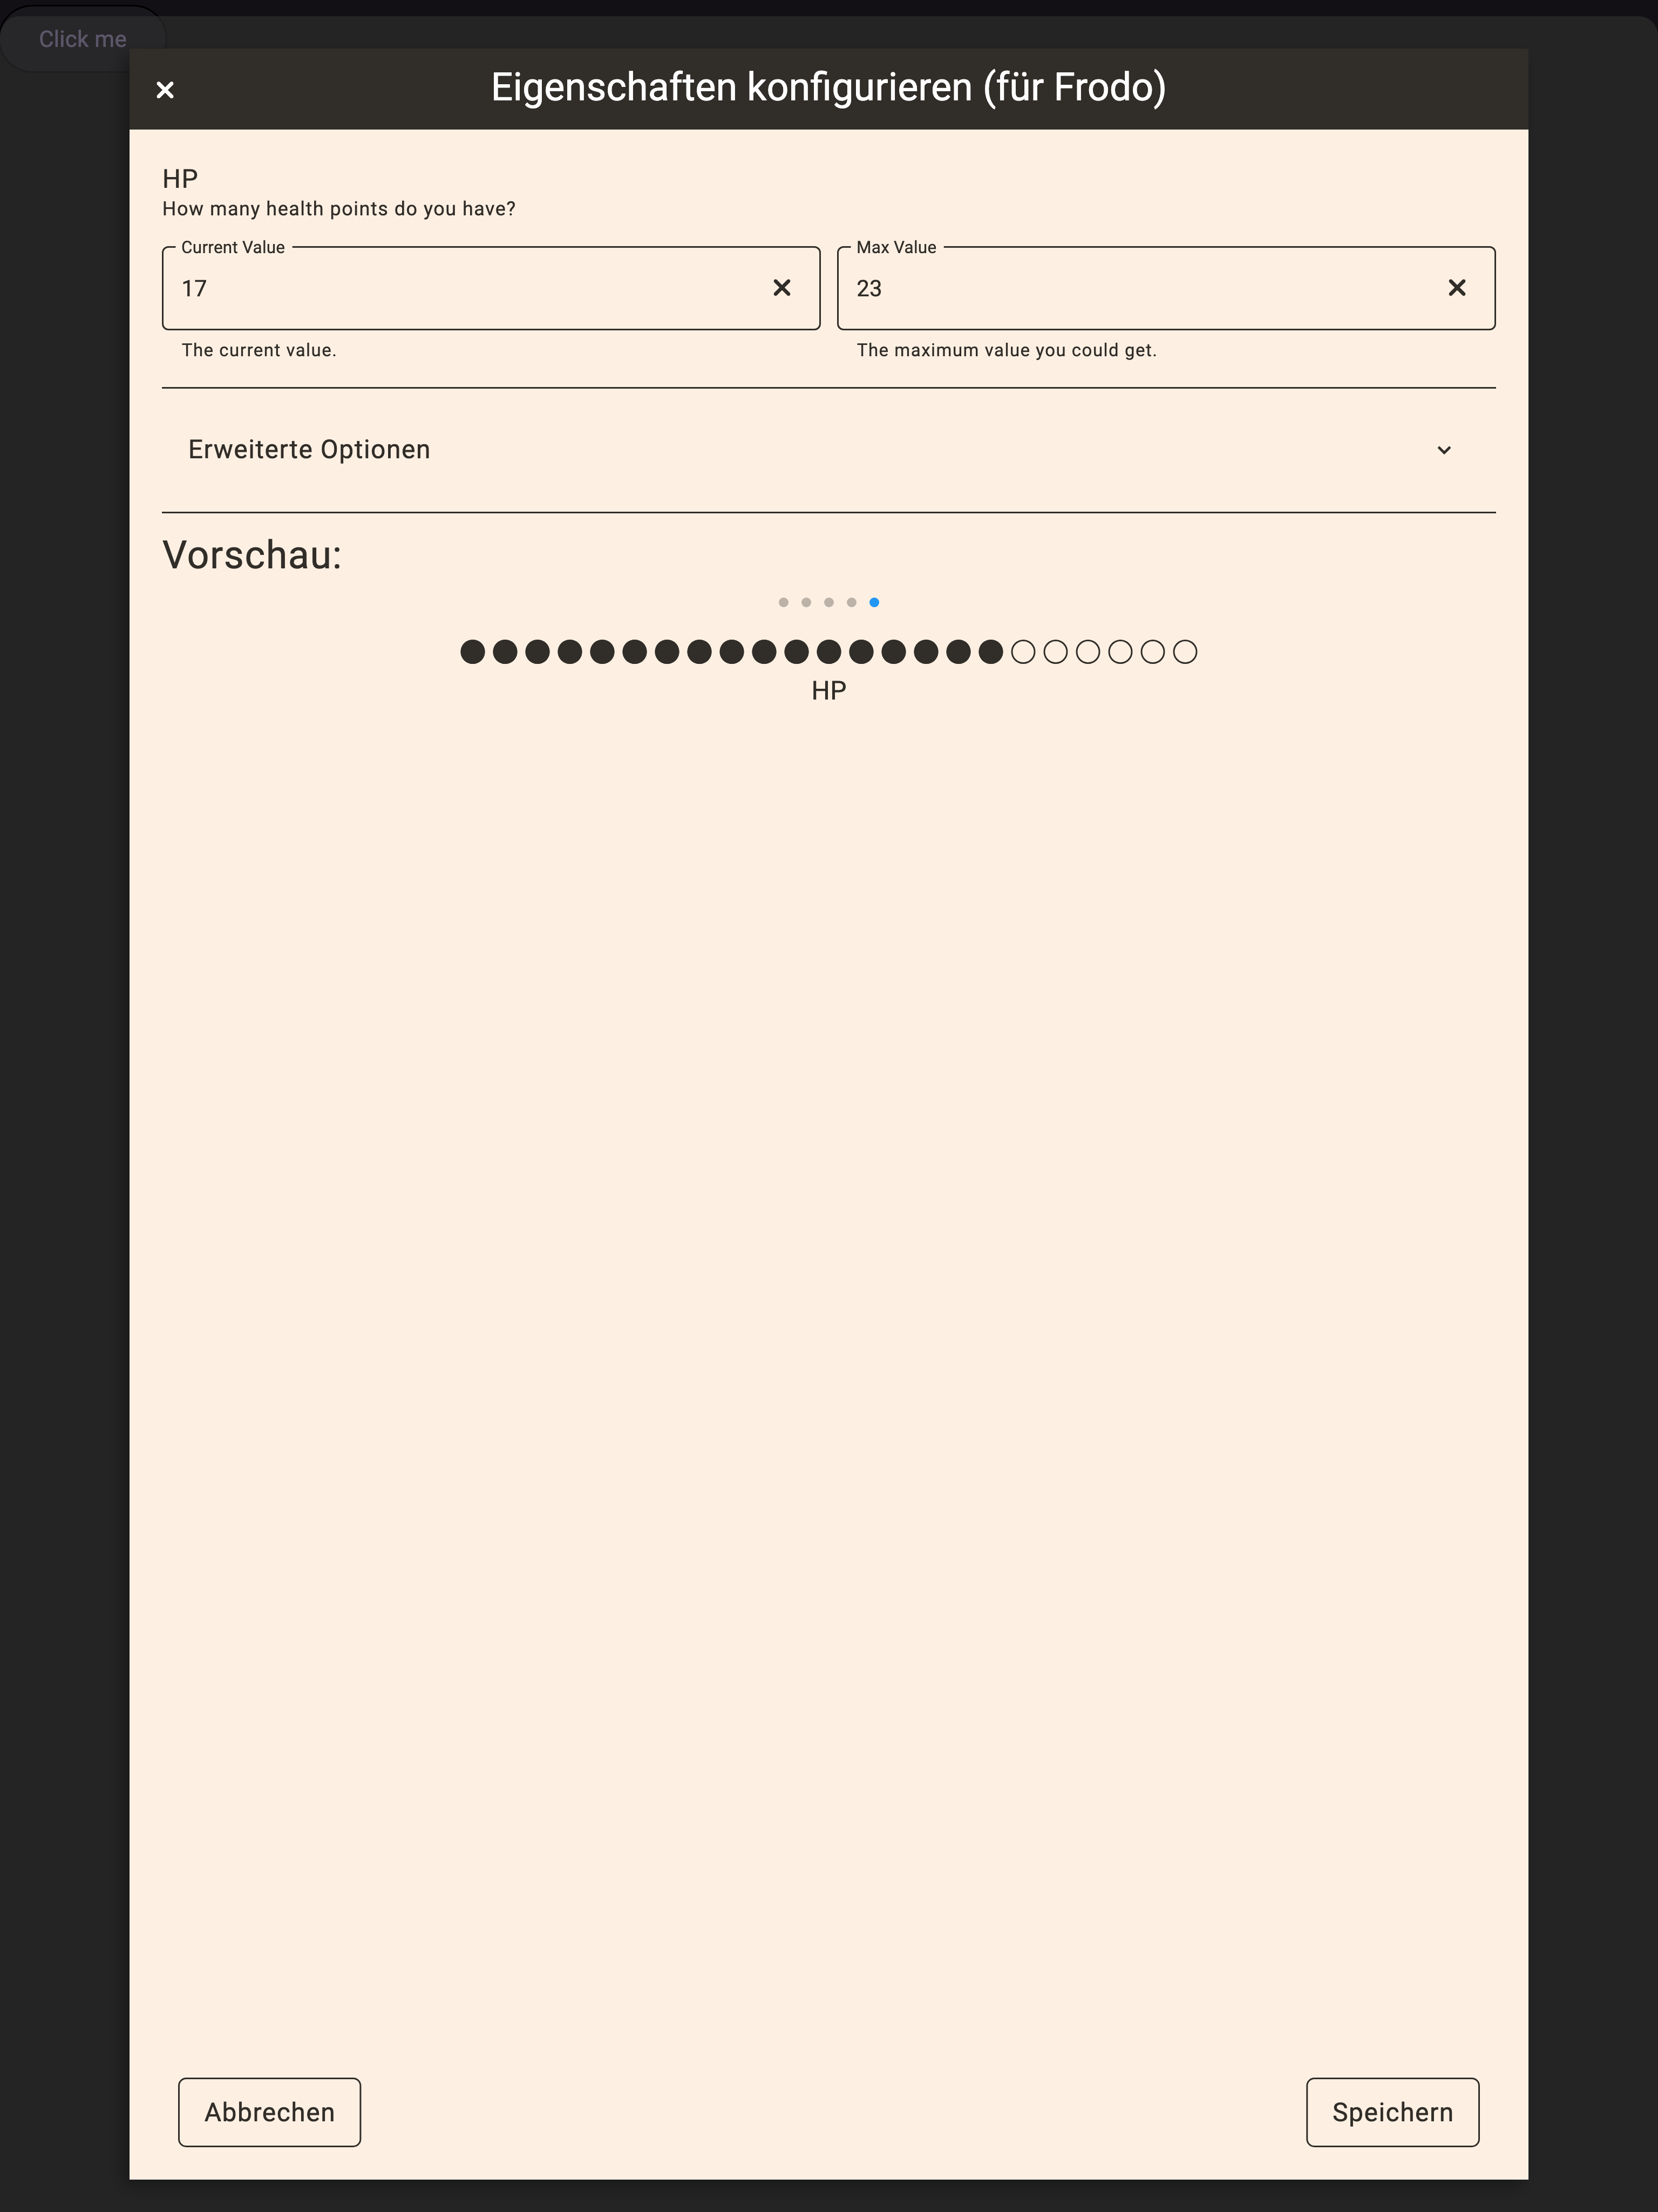 Click me
Eigenschaften konfigurieren (für Frodo)
HP
How many health points do you have?
Current Value
Max Value
17
23
The current value.
The maximum value you could get.
Erweiterte Optionen
Vorschau:
HP
Abbrechen
Speichern